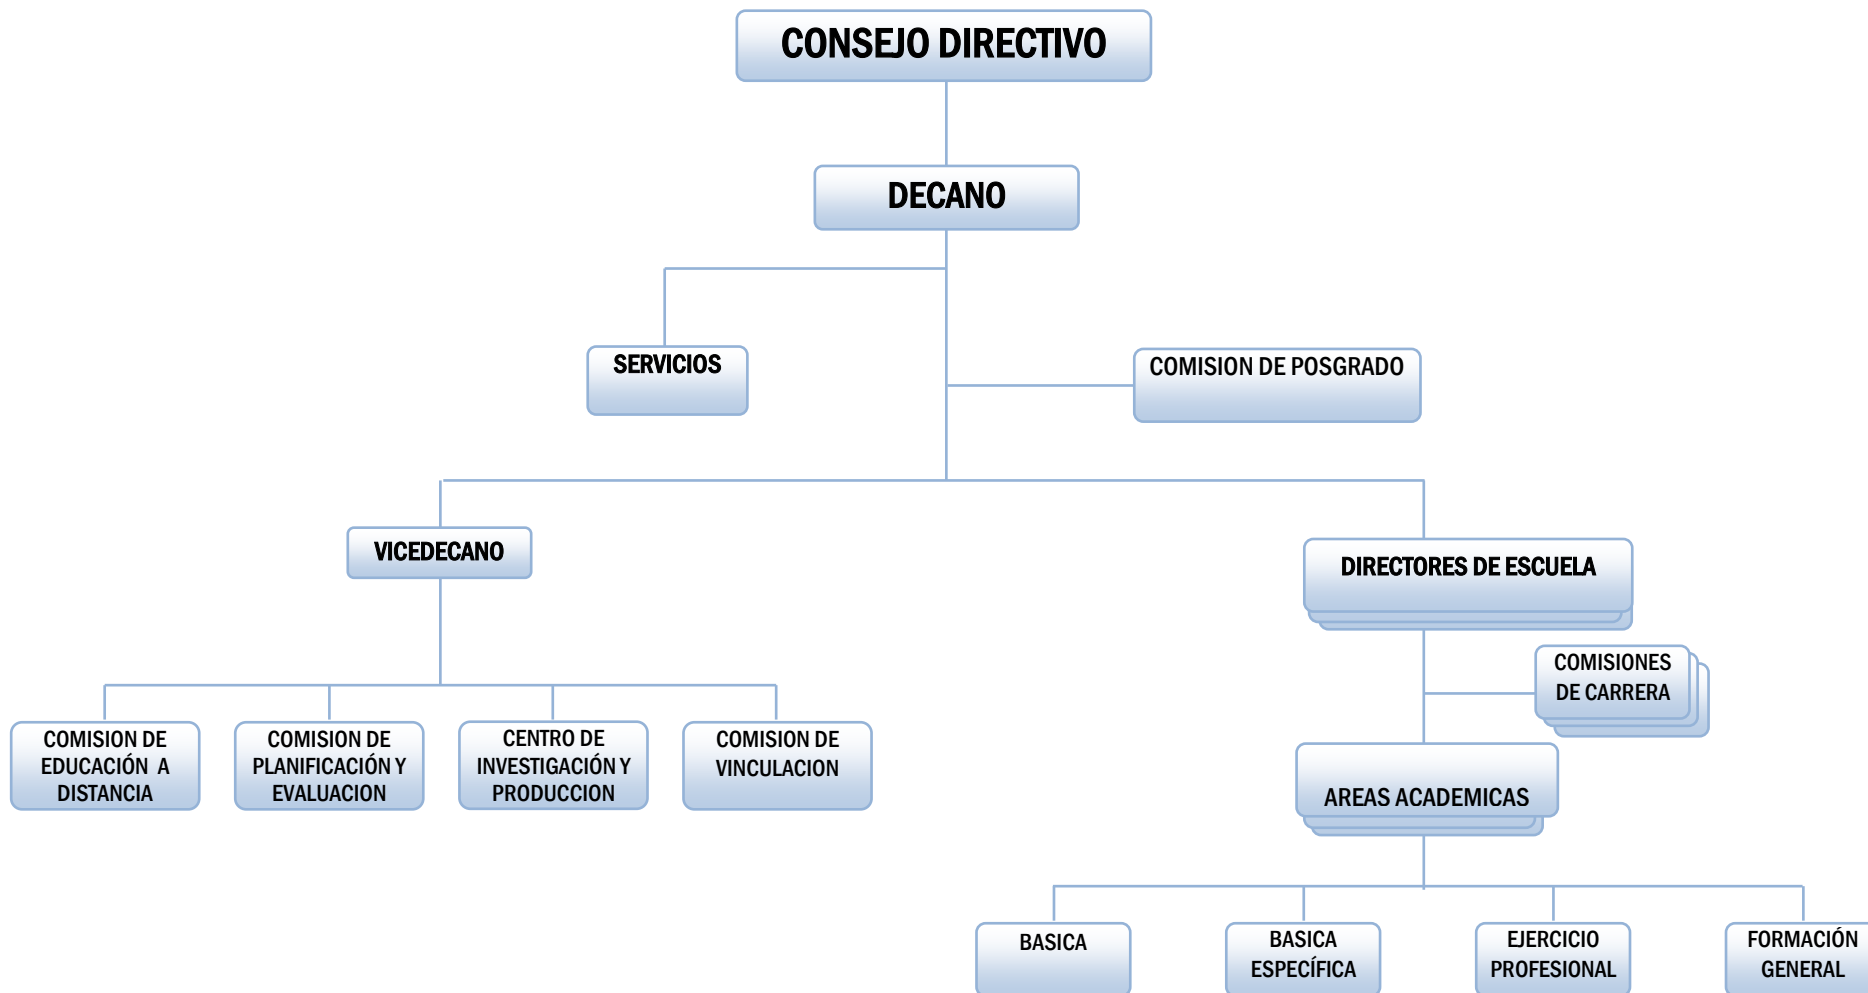 CONSEJO DIRECTIVO
DECANO
SERVICIOS
COMISION DE POSGRADO
VICEDECANO
DIRECTORES DE ESCUELA
COMISIONES
DE CARRERA
COMISION DE
EDUCACIÓN A
DISTANCIA
COMISION DE
PLANIFICACIÓN Y
EVALUACION
CENTRO DE
INVESTIGACIÓN Y
PRODUCCION
COMISION DE
VINCULACION
AREAS ACADEMICAS
BASICA
BASICA
ESPECÍFICA
EJERCICIO
PROFESIONAL
FORMACIÓN
GENERAL